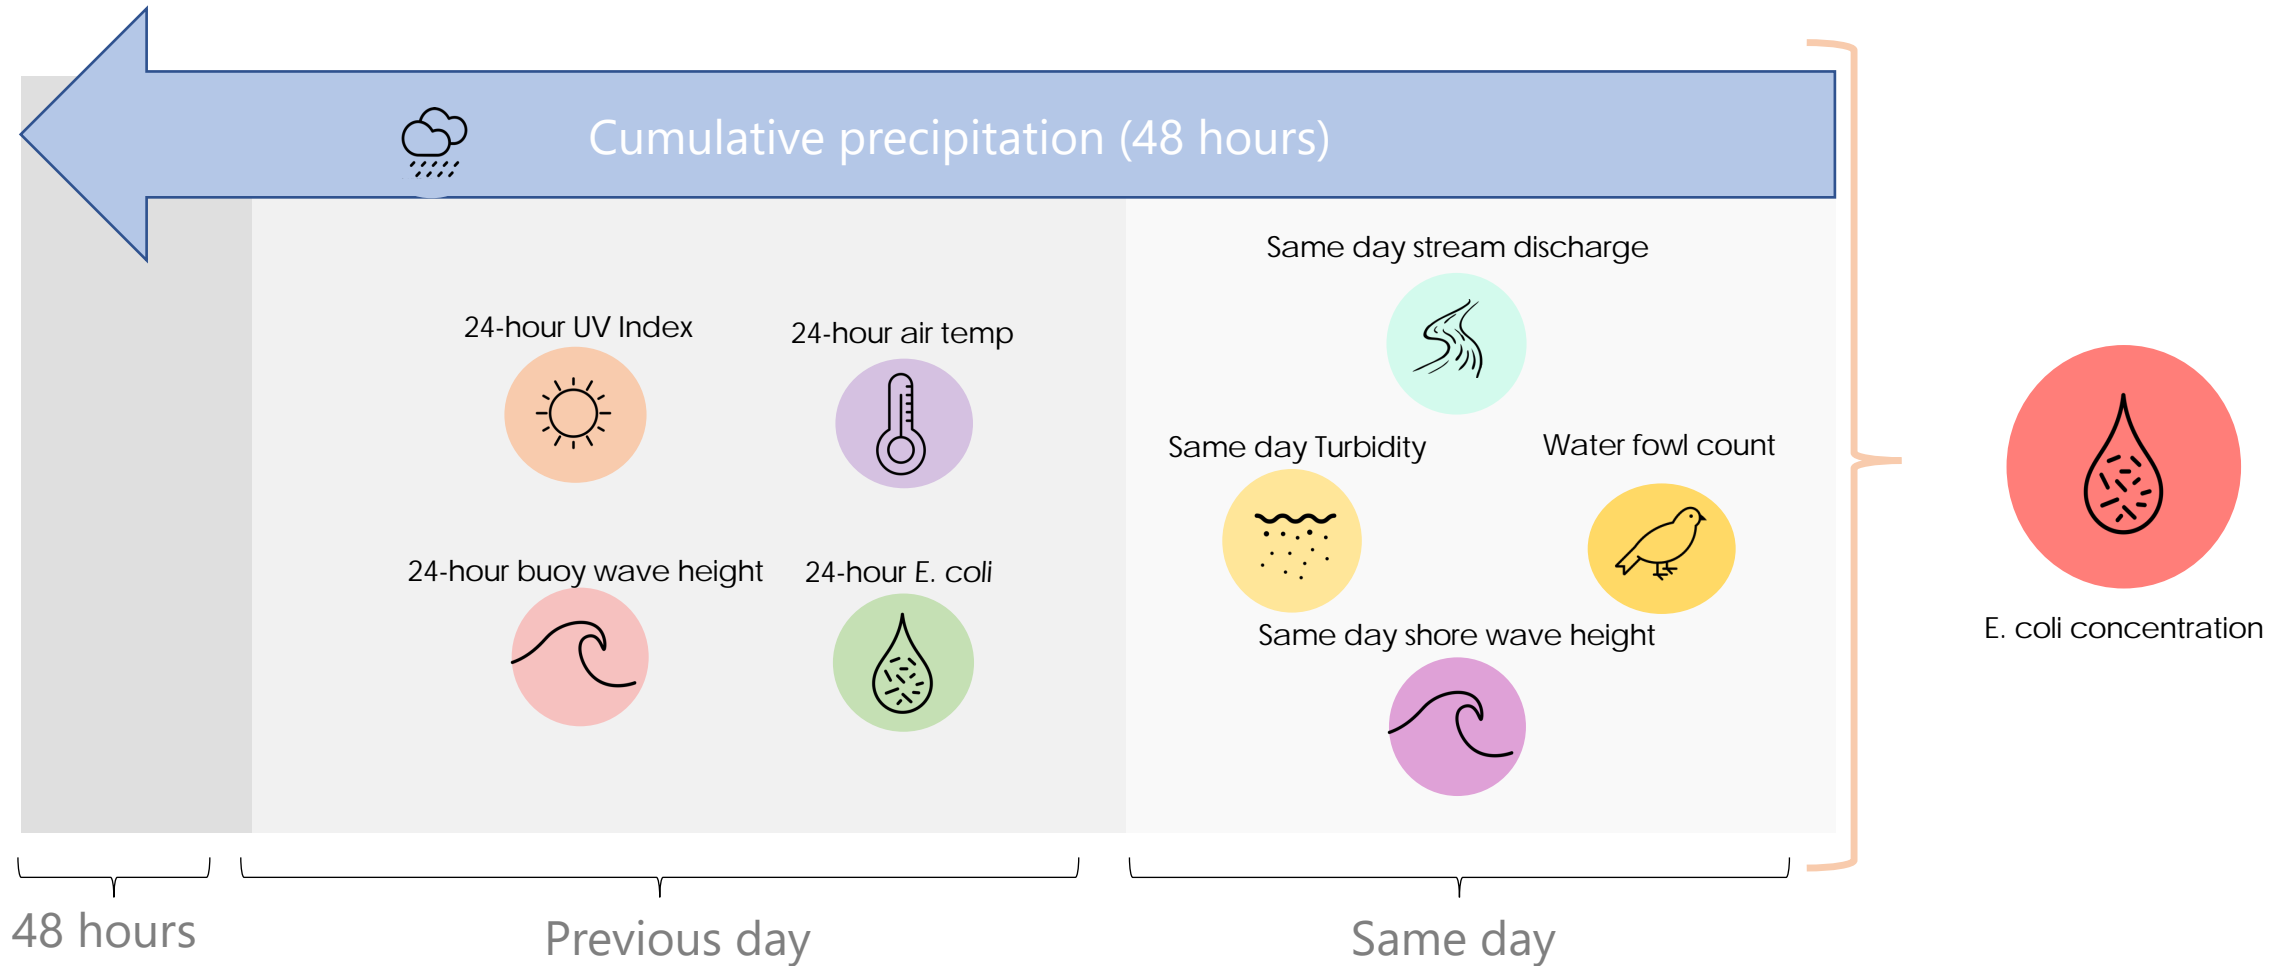 Cumulative precipitation (48 hours)
Same day stream discharge
24-hour UV Index
24-hour air temp
Same day Turbidity
Water fowl count
24-hour buoy wave height
24-hour E. coli
Same day shore wave height
E. coli concentration
48 hours
Previous day
Same day